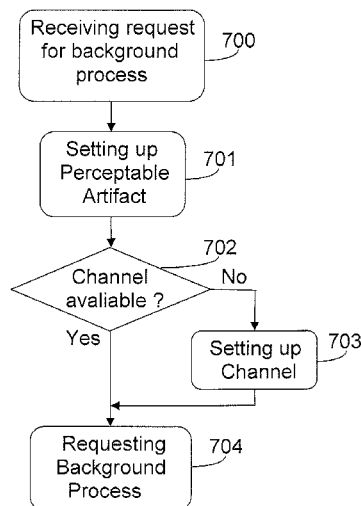 Receiving request
for background
process
700
Setting up
Perceptable
Artifact
701
702
Channel
avaliable ?
No
Yes
Setting up
Channel
703
Requesting
Background
Process
704